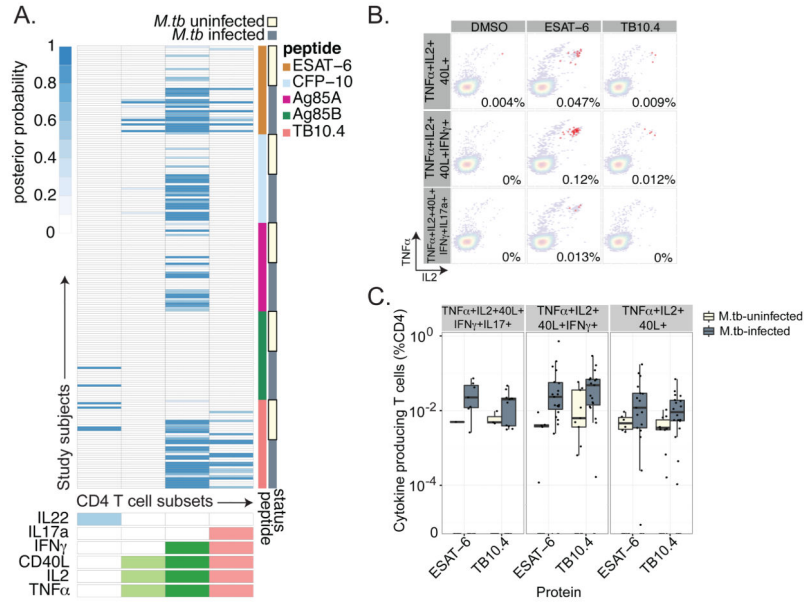 A.
M.tb uninfected
M.tb infected
posterior probability
1
0.8
0.6
0.4
0.2
0
peptide
ESAT-6
CFP-10
Ag85A
Ag85B
TB10.4
Study subjects
CD4 T cell subsets
peptide
status
IL22
IL17a
IFNγ
CD40L
IL2
TNFα
B.
DMSO
ESAT-6
TB10.4
TNFα+IL2+
40L+
0.004%
0.047%
0.009%
TNFα+IL2+
40L+IFNγ+
0%
0.12%
0.012%
TNFα+IL2+40L+
IFNγ+IL17a+
0%
0.013%
0%
TNFα
IL2
C.
TNFα+IL2+40L+
IFNγ+IL17+
TNFα+IL2+
40L+IFNγ+
TNFα+IL2+
40L+
M.tb-uninfected
M.tb-infected
Cytokine producing T cells (%CD4)
10^0
10^-2
10^-4
0
ESAT-6
TB10.4
ESAT-6
TB10.4
ESAT-6
TB10.4
Protein